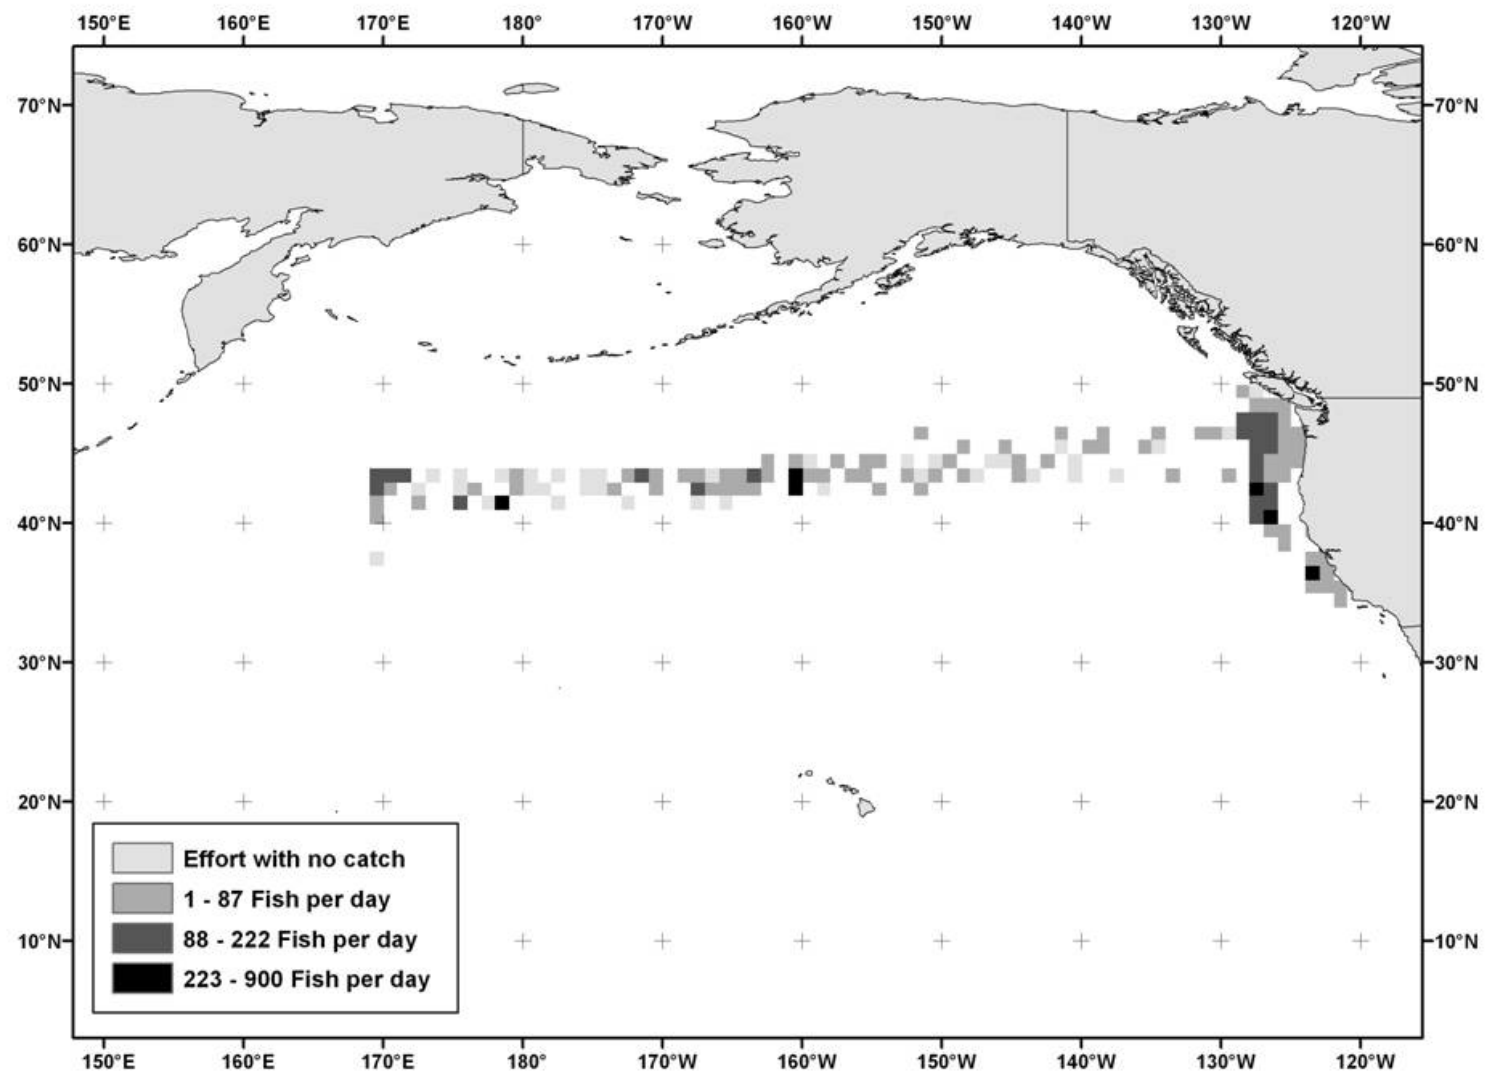 150°E 160°E 170°E 180° 170°W 160°W 150°W 140°W 130°W 120°W
70°N 70°N
60°N 60°N
50°N 50°N
40°N 40°N
30°N 30°N
20°N 20°N
10°N 10°N
Effort with no catch
1 - 87 Fish per day
88 - 222 Fish per day
223 - 900 Fish per day
150°E 160°E 170°E 180° 170°W 160°W 150°W 140°W 130°W 120°W